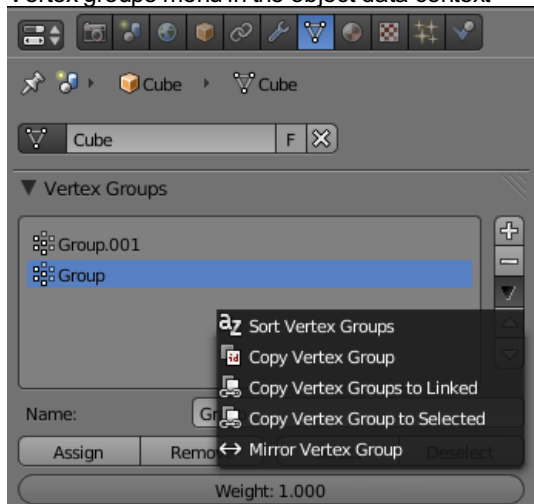 Vertex groups menu in the object data context
Cube Cube
Cube F
Vertex Groups
Group.001
Group
Sort Vertex Groups
Copy Vertex Group
Copy Vertex Groups to Linked
Name:
Copy Vertex Group to Selected
Assign
Mirror Vertex Group
Deselect
Weight: 1.000